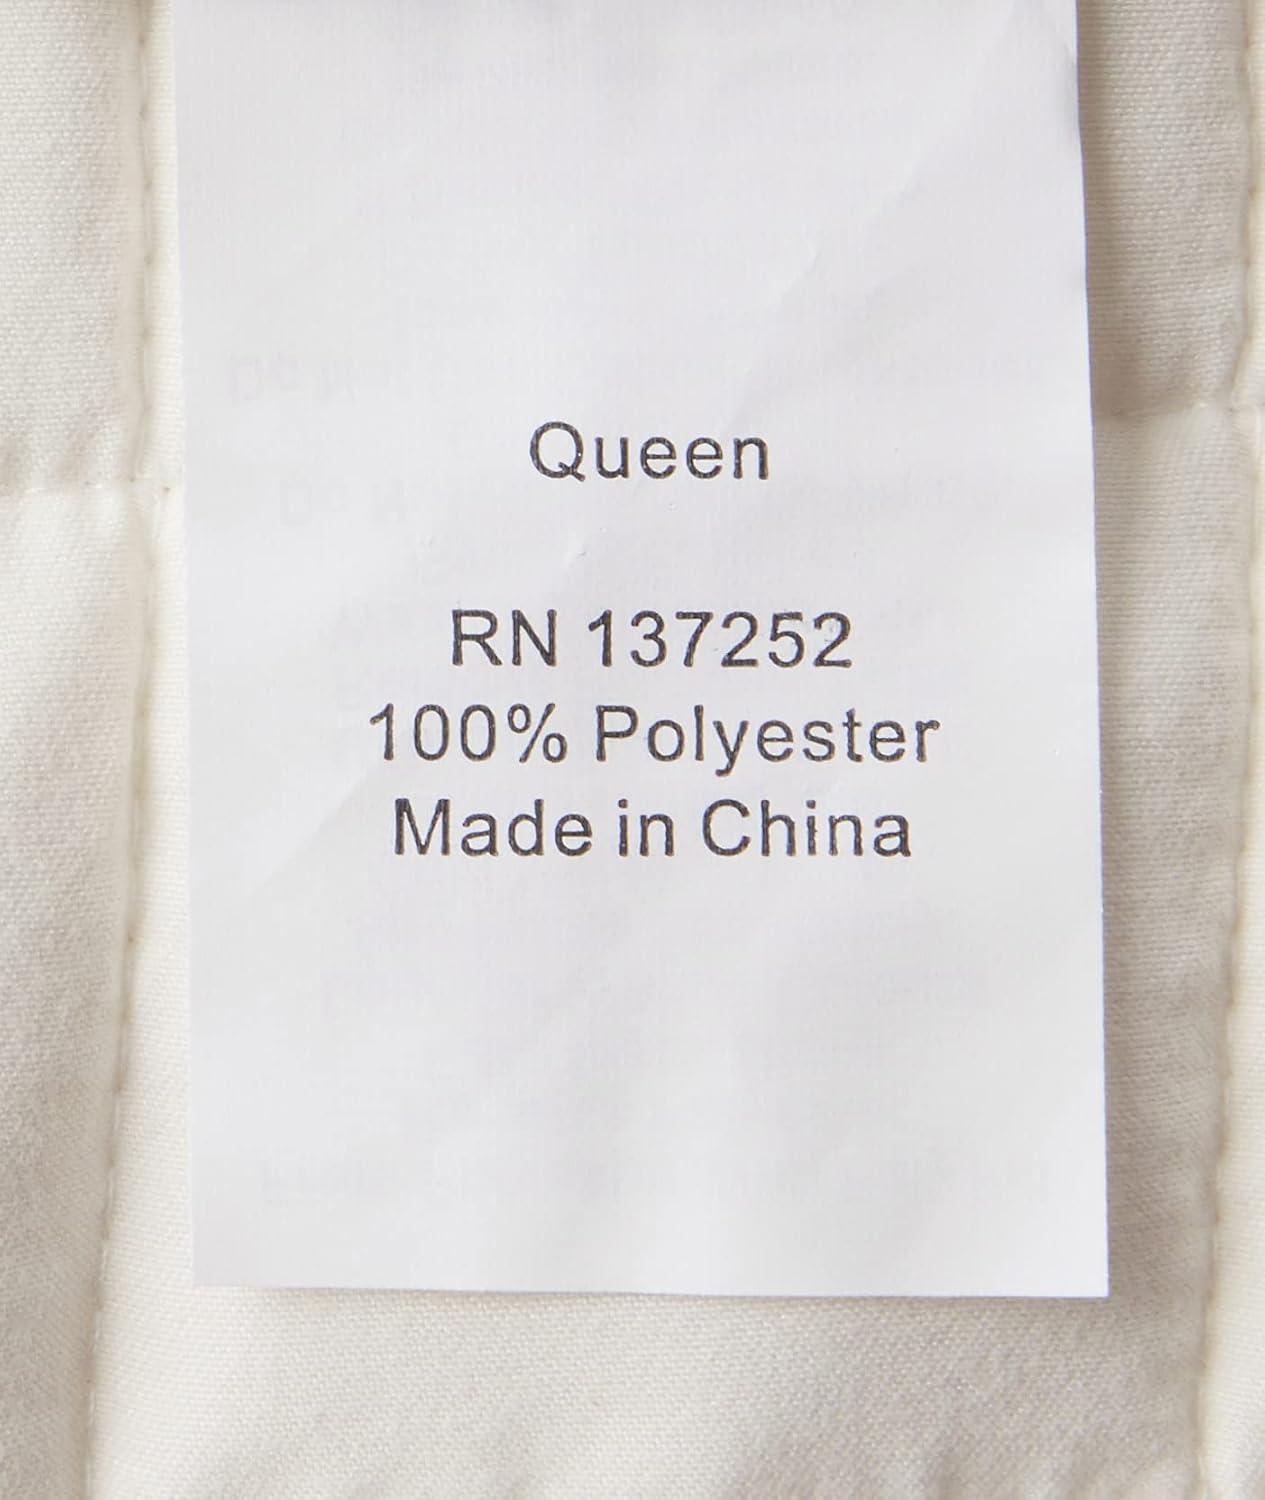 Queen
RN 137252
100% Polyester
Made in China